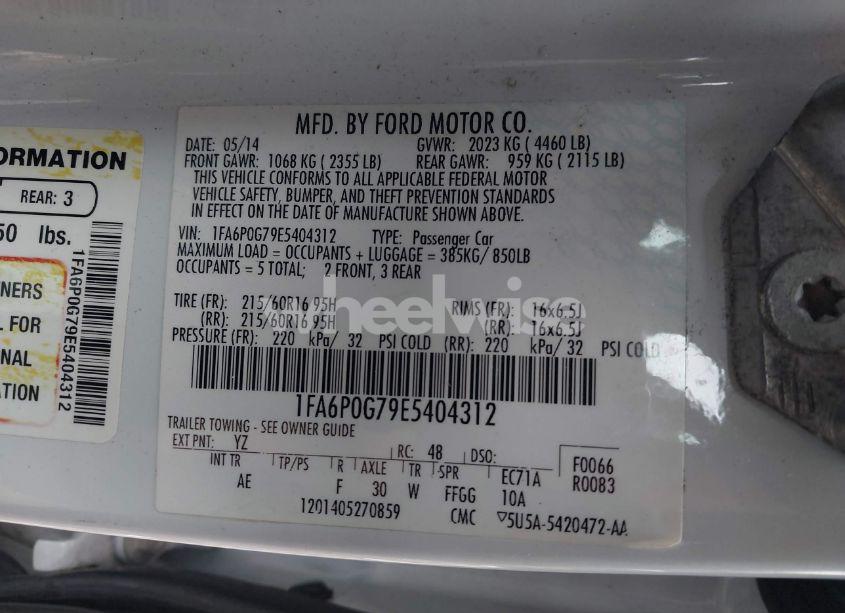 ORMATION
REAR: 3
50 lbs.
NERS
L FOR
ONAL
ATION
1FA6P0G79E5404312
MFD. BY FORD MOTOR CO.
DATE: 05/14 GVWR: 2023 KG ( 4460 LB)
FRONT GAWR: 1068 KG ( 2355 LB) REAR GAWR: 959 KG ( 2115 LB)
THIS VEHICLE CONFORMS TO ALL APPLICABLE FEDERAL MOTOR
VEHICLE SAFETY, BUMPER, AND THEFT PREVENTION STANDARDS
IN EFFECT ON THE DATE OF MANUFACTURE SHOWN ABOVE.
VIN: 1FA6P0G79E5404312 TYPE: Passenger Car
MAXIMUM LOAD = OCCUPANTS + LUGGAGE = 385KG/ 850LB
OCCUPANTS = 5 TOTAL; 2 FRONT, 3 REAR
TIRE (FR): 215/60R16 95H RIMS (FR): 16x6.5J
(RR): 215/60R16 95H (RR): 16x6.5J
PRESSURE (FR): 220 kPa/ 32 PSI COLD (RR): 220 kPa/ 32 PSI COLD
wheelwise
1FA6P0G79E5404312
TRAILER TOWING - SEE OWNER GUIDE
EXT PNT: YZ RC: 48 DSO: F0066
INT TR TP/PS R AXLE TR SPR EC71A R0083
AE F 30 W FFGG 10A
1201405270859 CMC ▽5U5A-5420472-AA